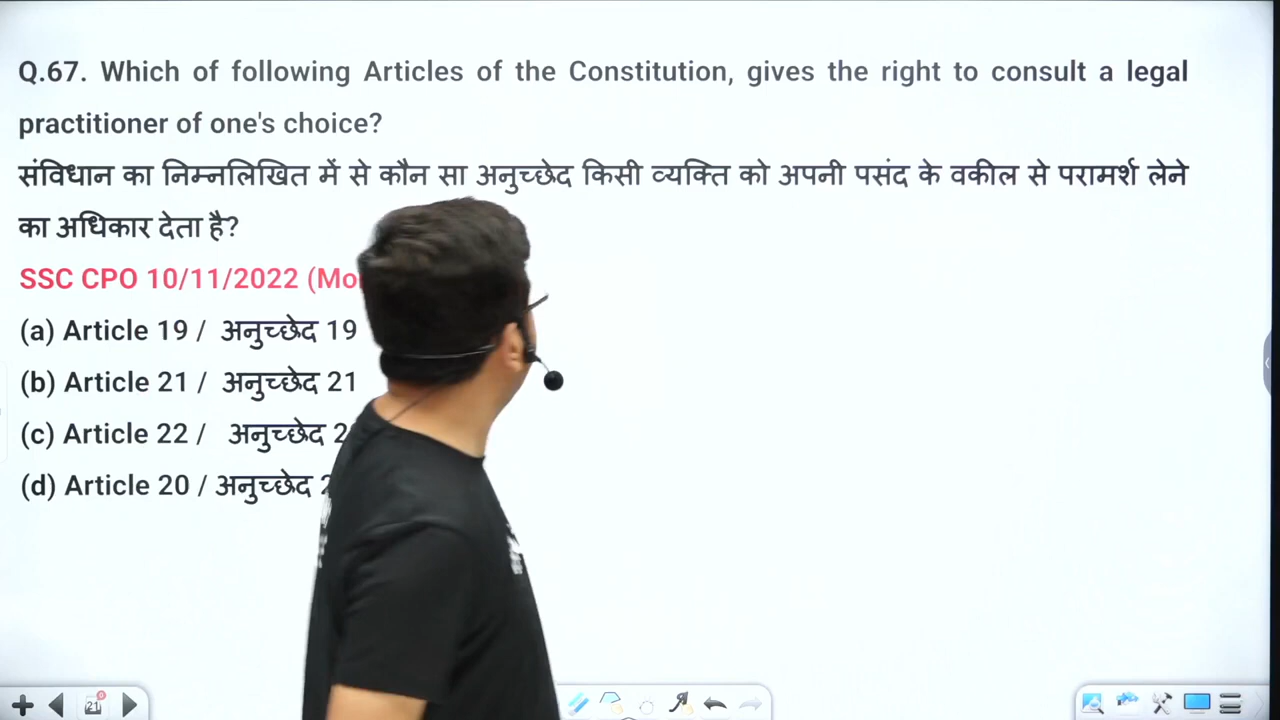 Q.67. Which of following Articles of the Constitution, gives the right to consult a legal
practitioner of one's choice?
संविधान का निम्नलिखित में से कौन सा अनुच्छेद किसी व्यक्ति को अपनी पसंद के वकील से परामर्श लेने
का अधिकार देता है?
SSC CPO 10/11/2022
(a) Article 19 / अनुच्छेद 19
(b) Article 21 / अनुच्छेद 21
(c) Article 22 / अनुच्छेद
(d) Article 20 / अनुच्छेद
21